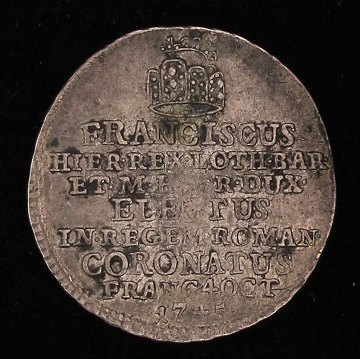 FRANCISCUS
HIER·REX·LOTH·BAR
ET·M· DUX·
IN·REGEM·ROMAN·
CORONATUS
FRANC·4·OCT·